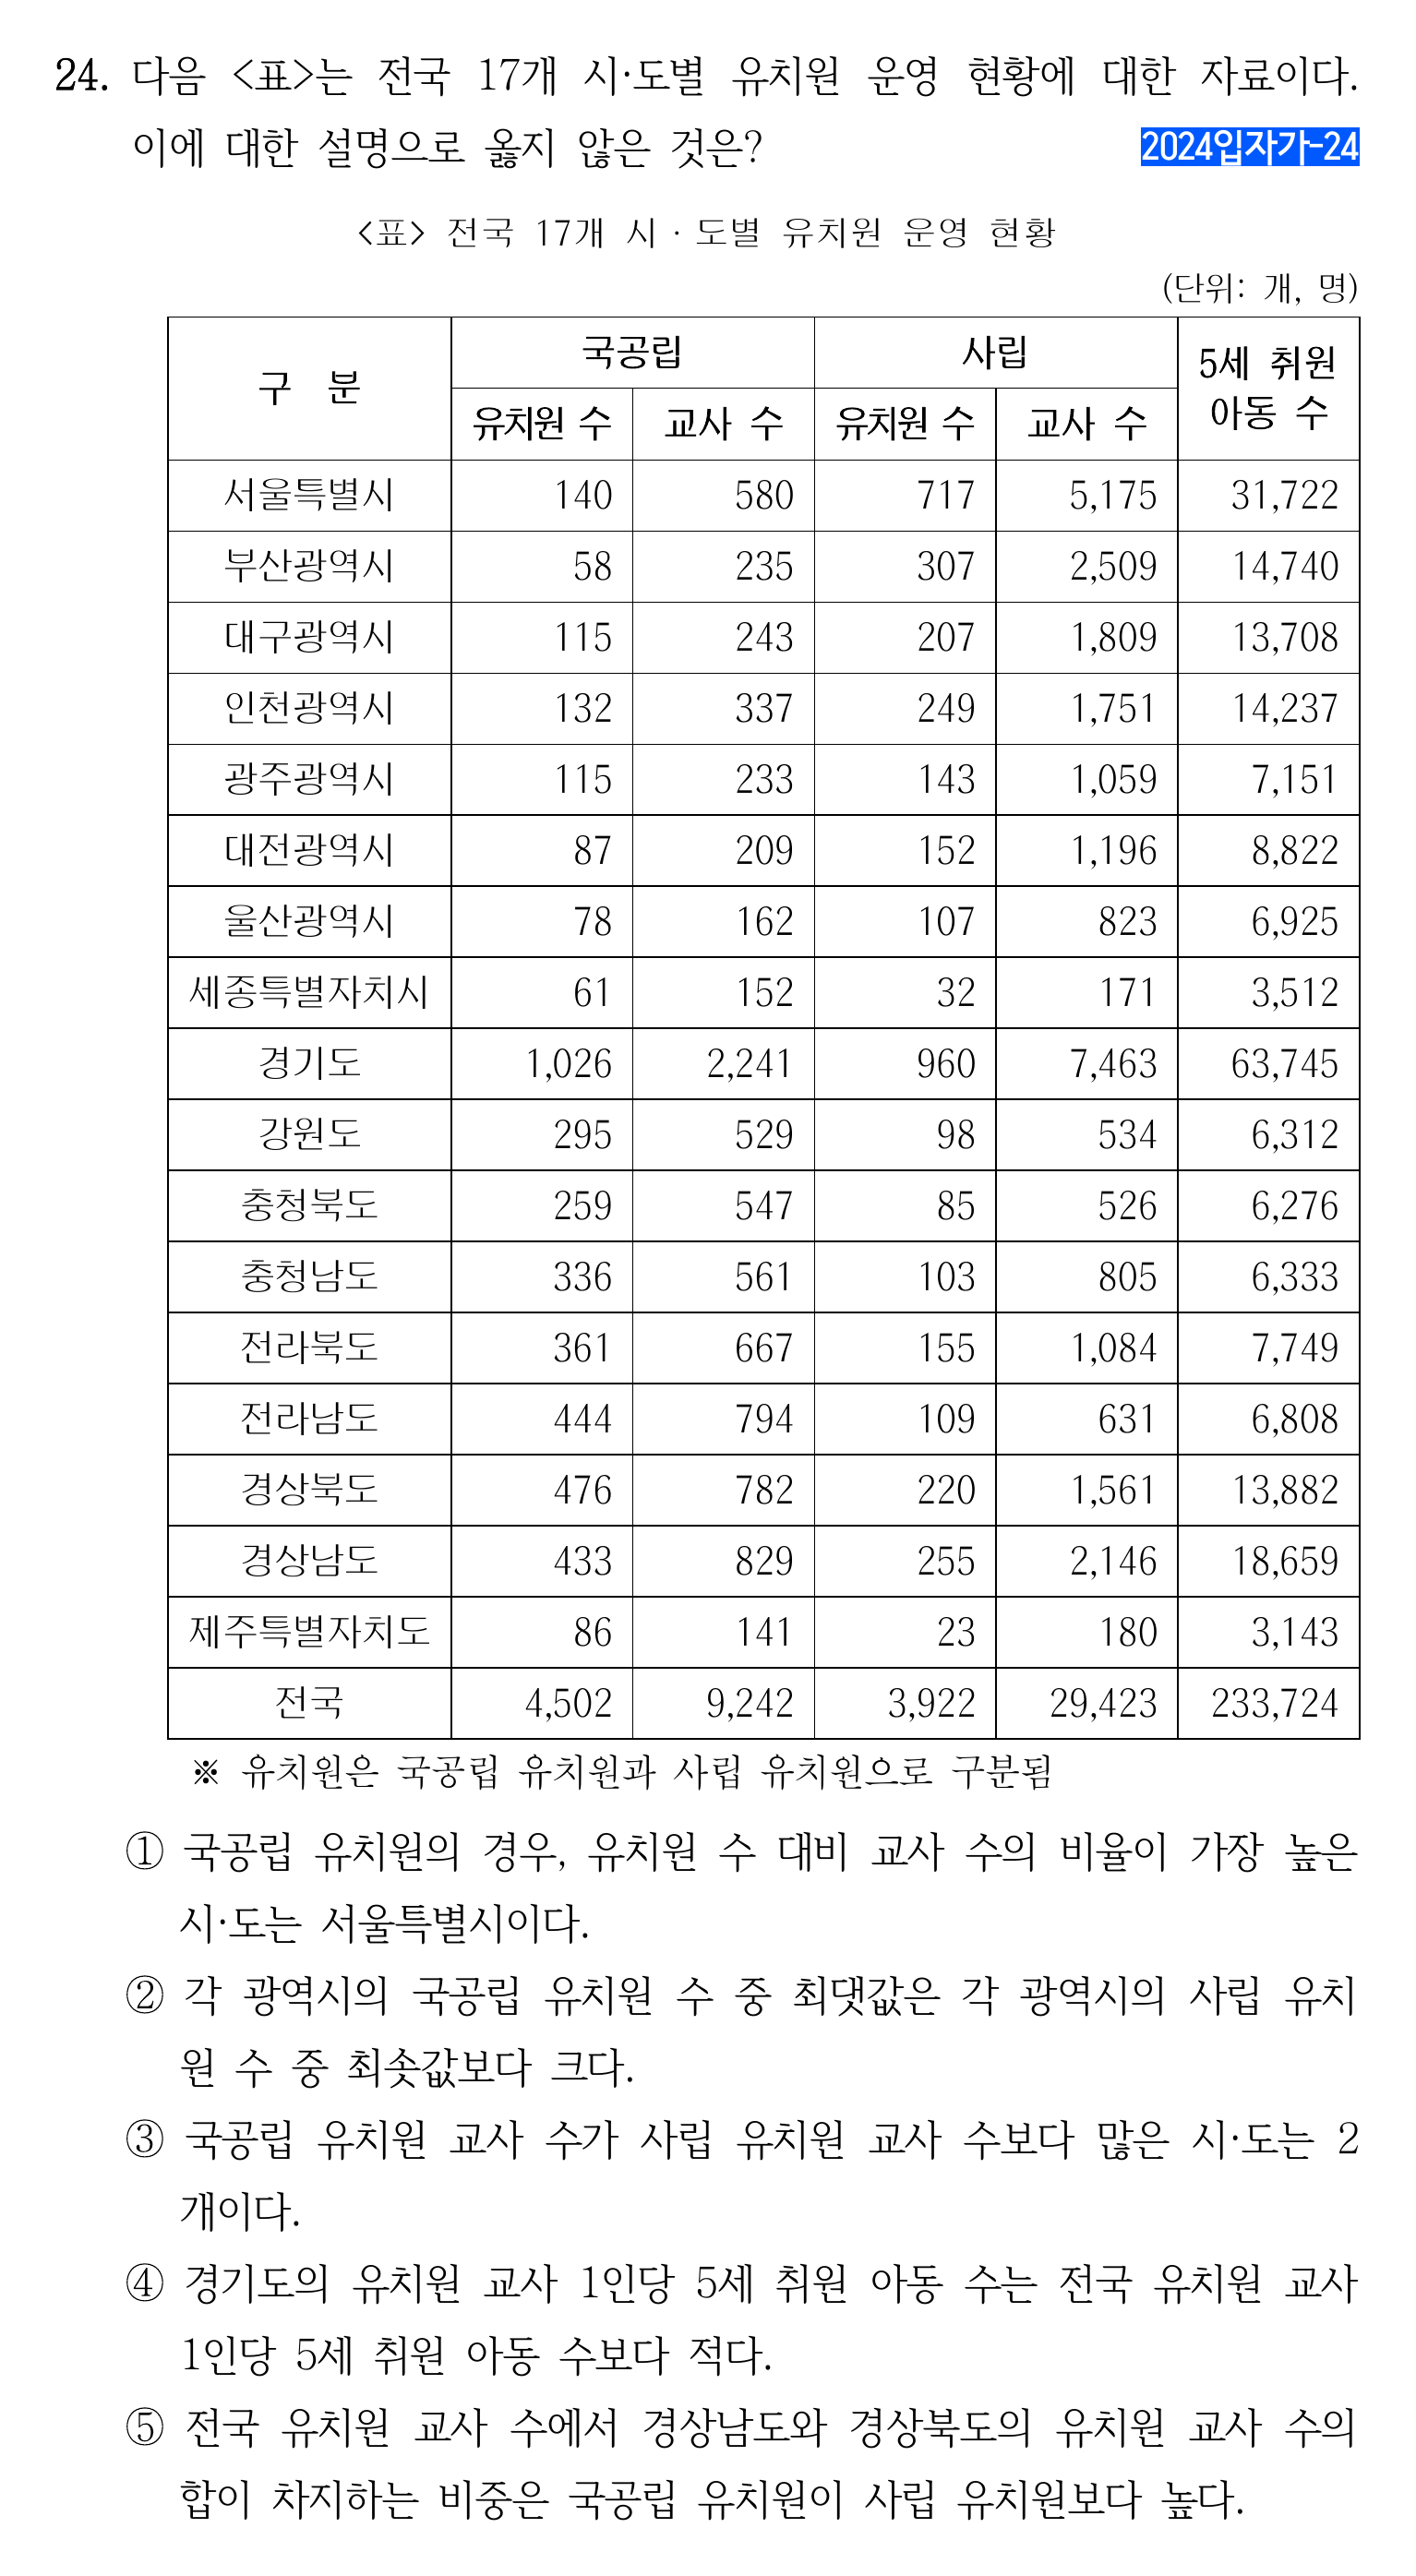 24. 다음 <표>는 전국 17개 시·도별 유치원 운영 현황에 대한 자료이다.
이에 대한 설명으로 옳지 않은 것은?
2024입자가-24
<표> 전국 17개 시·도별 유치원 운영 현황
(단위: 개, 명)
구 분 국공립 사립 5세 취원 아동 수
유치원 수 교사 수 유치원 수 교사 수
서울특별시 140 580 717 5,175 31,722
부산광역시 58 235 307 2,509 14,740
대구광역시 115 243 207 1,809 13,708
인천광역시 132 337 249 1,751 14,237
광주광역시 115 233 143 1,059 7,151
대전광역시 87 209 152 1,196 8,822
울산광역시 78 162 107 823 6,925
세종특별자치시 61 152 32 171 3,512
경기도 1,026 2,241 960 7,463 63,745
강원도 295 529 98 534 6,312
충청북도 259 547 85 526 6,276
충청남도 336 561 103 805 6,333
전라북도 361 667 155 1,084 7,749
전라남도 444 794 109 631 6,808
경상북도 476 782 220 1,561 13,882
경상남도 433 829 255 2,146 18,659
제주특별자치도 86 141 23 180 3,143
전국 4,502 9,242 3,922 29,423 233,724
※ 유치원은 국공립 유치원과 사립 유치원으로 구분됨
① 국공립 유치원의 경우, 유치원 수 대비 교사 수의 비율이 가장 높은
시·도는 서울특별시이다.
② 각 광역시의 국공립 유치원 수 중 최댓값은 각 광역시의 사립 유치
원 수 중 최솟값보다 크다.
③ 국공립 유치원 교사 수가 사립 유치원 교사 수보다 많은 시·도는 2
개이다.
④ 경기도의 유치원 교사 1인당 5세 취원 아동 수는 전국 유치원 교사
1인당 5세 취원 아동 수보다 적다.
⑤ 전국 유치원 교사 수에서 경상남도와 경상북도의 유치원 교사 수의
합이 차지하는 비중은 국공립 유치원이 사립 유치원보다 높다.